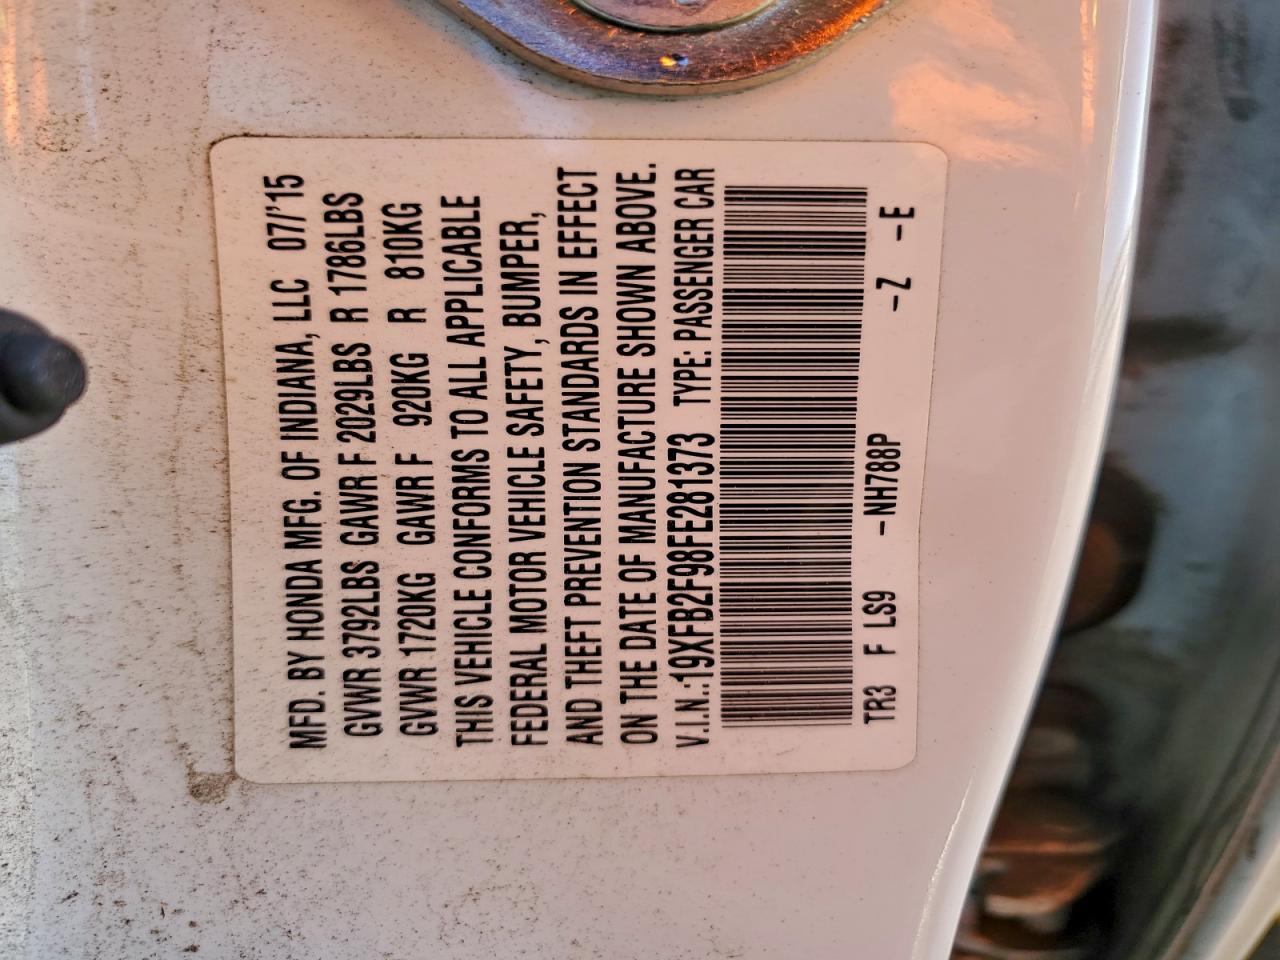 MFD. BY HONDA MFG. OF INDIANA, LLC 07/'15
GVWR 3792LBS GAWR F 2029LBS R 1786LBS
GVWR 1720KG GAWR F 920KG R 810KG
THIS VEHICLE CONFORMS TO ALL APPLICABLE
FEDERAL MOTOR VEHICLE SAFETY, BUMPER,
AND THEFT PREVENTION STANDARDS IN EFFECT
ON THE DATE OF MANUFACTURE SHOWN ABOVE.
V.I.N.:19XFB2F98FE281373 TYPE: PASSENGER CAR
TR3 F LS9 -NH788P -Z -E